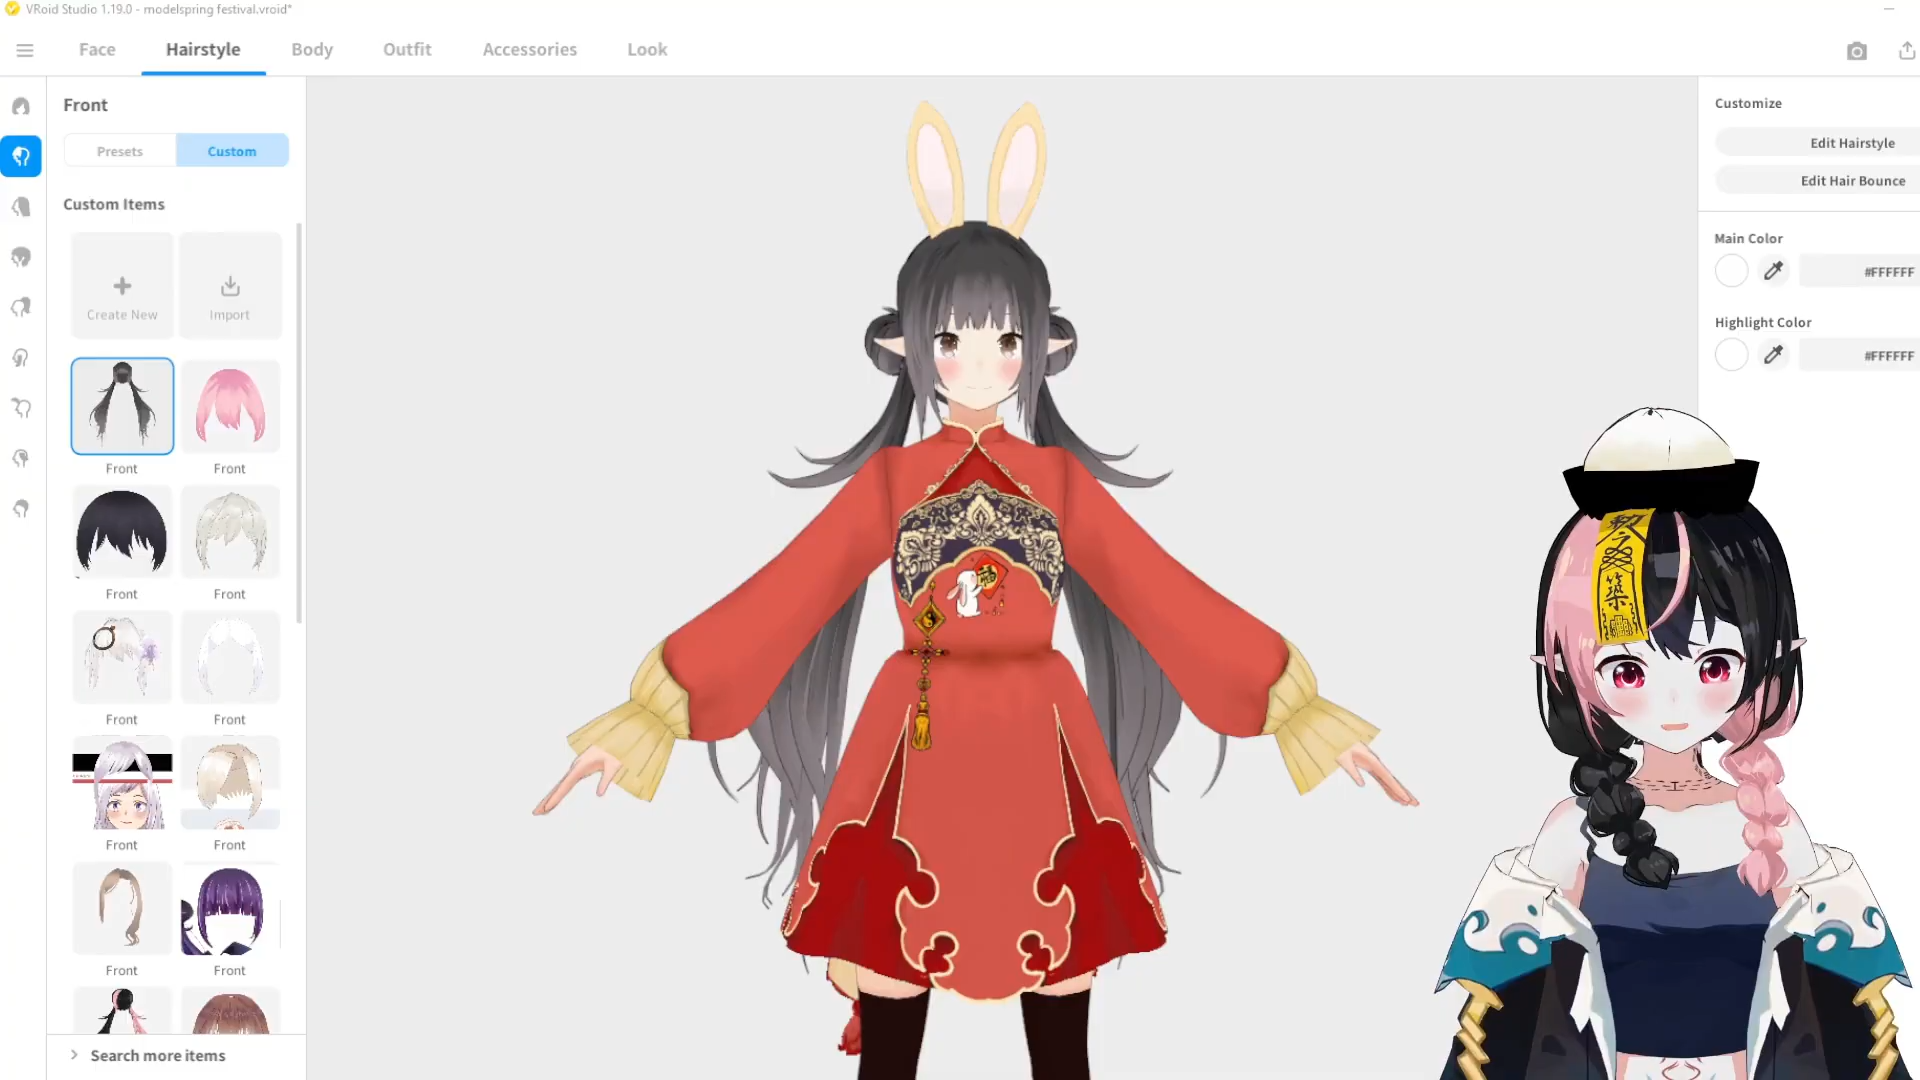 VRoid Studio 1.19.0 - modelspring festival.vroid*
Face
Hairstyle
Body
Outfit
Accessories
Look
Front
Presets
Custom
Custom Items
Create New
Import
Front
Front
Front
Front
Front
Front
Front
Front
Front
Front
Search more items
Customize
Edit Hairstyle
Edit Hair Bounce
Main Color
#FFFFFF
Highlight Color
#FFFFFF